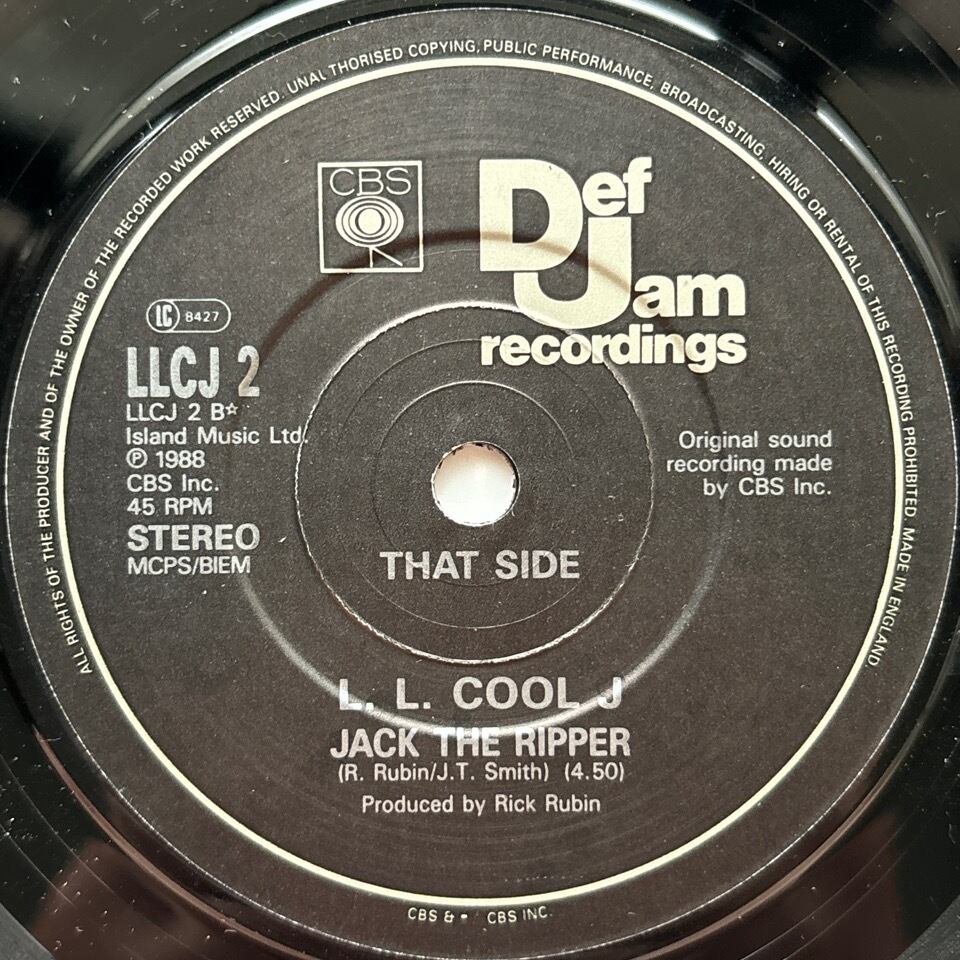 ALL RIGHTS OF THE PRODUCER AND OF THE OWNER OF THE RECORDED WORK RESERVED. UNAUTHORISED COPYING, PUBLIC PERFORMANCE, BROADCASTING, HIRING OR RENTAL OF THIS RECORDING PROHIBITED. MADE IN ENGLAND
CBS
Def
Jam
recordings
LC 8427
LLCJ 2
LLCJ 2 B☆
Island Music Ltd.
℗ 1988
CBS Inc.
45 RPM
STEREO
MCPS/BIEM
Original sound
recording made
by CBS Inc.
THAT SIDE
L. L. COOL J
JACK THE RIPPER
(R. Rubin/J.T. Smith) (4.50)
Produced by Rick Rubin
CBS & CBS INC.